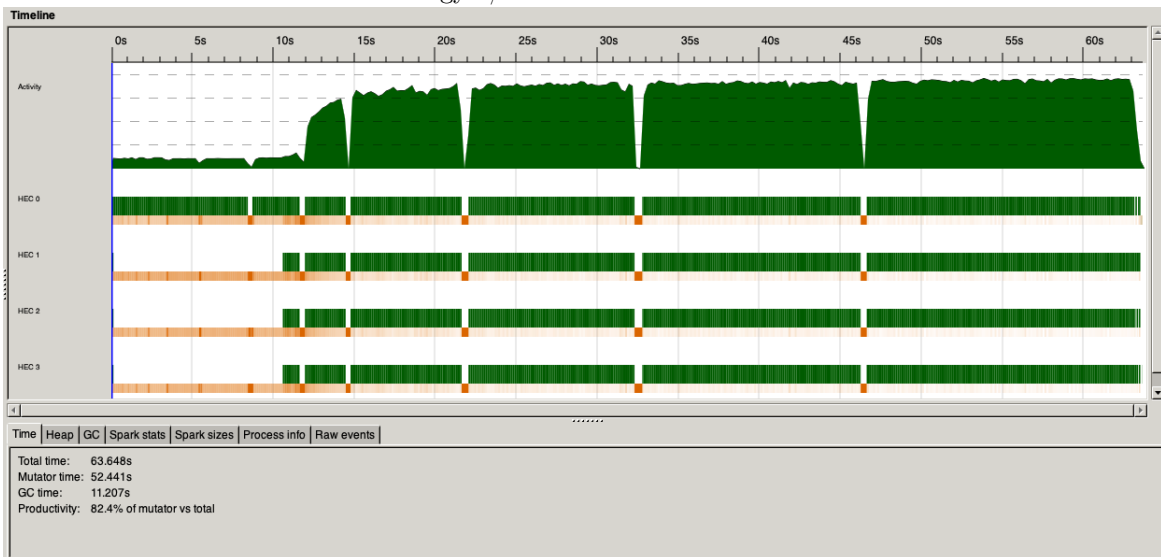 Timeline
0s 5s 10s 15s 20s 25s 30s 35s 40s 45s 50s 55s 60s
Activity
HEC 0
HEC 1
HEC 2
HEC 3
Time Heap GC Spark stats Spark sizes Process info Raw events
Total time: 63.648s
Mutator time: 52.441s
GC time: 11.207s
Productivity: 82.4% of mutator vs total